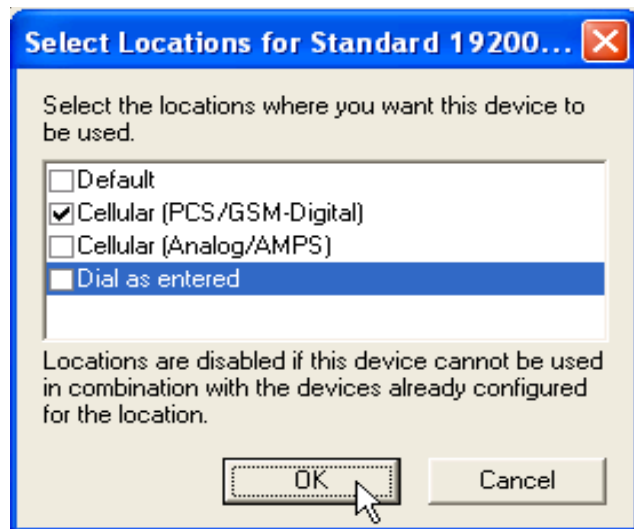 Select Locations for Standard 19200...
Select the locations where you want this device to
be used.
Default
Cellular (PCS/GSM-Digital)
Cellular (Analog/AMPS)
Dial as entered
Locations are disabled if this device cannot be used
in combination with the devices already configured
for the location.
OK
Cancel